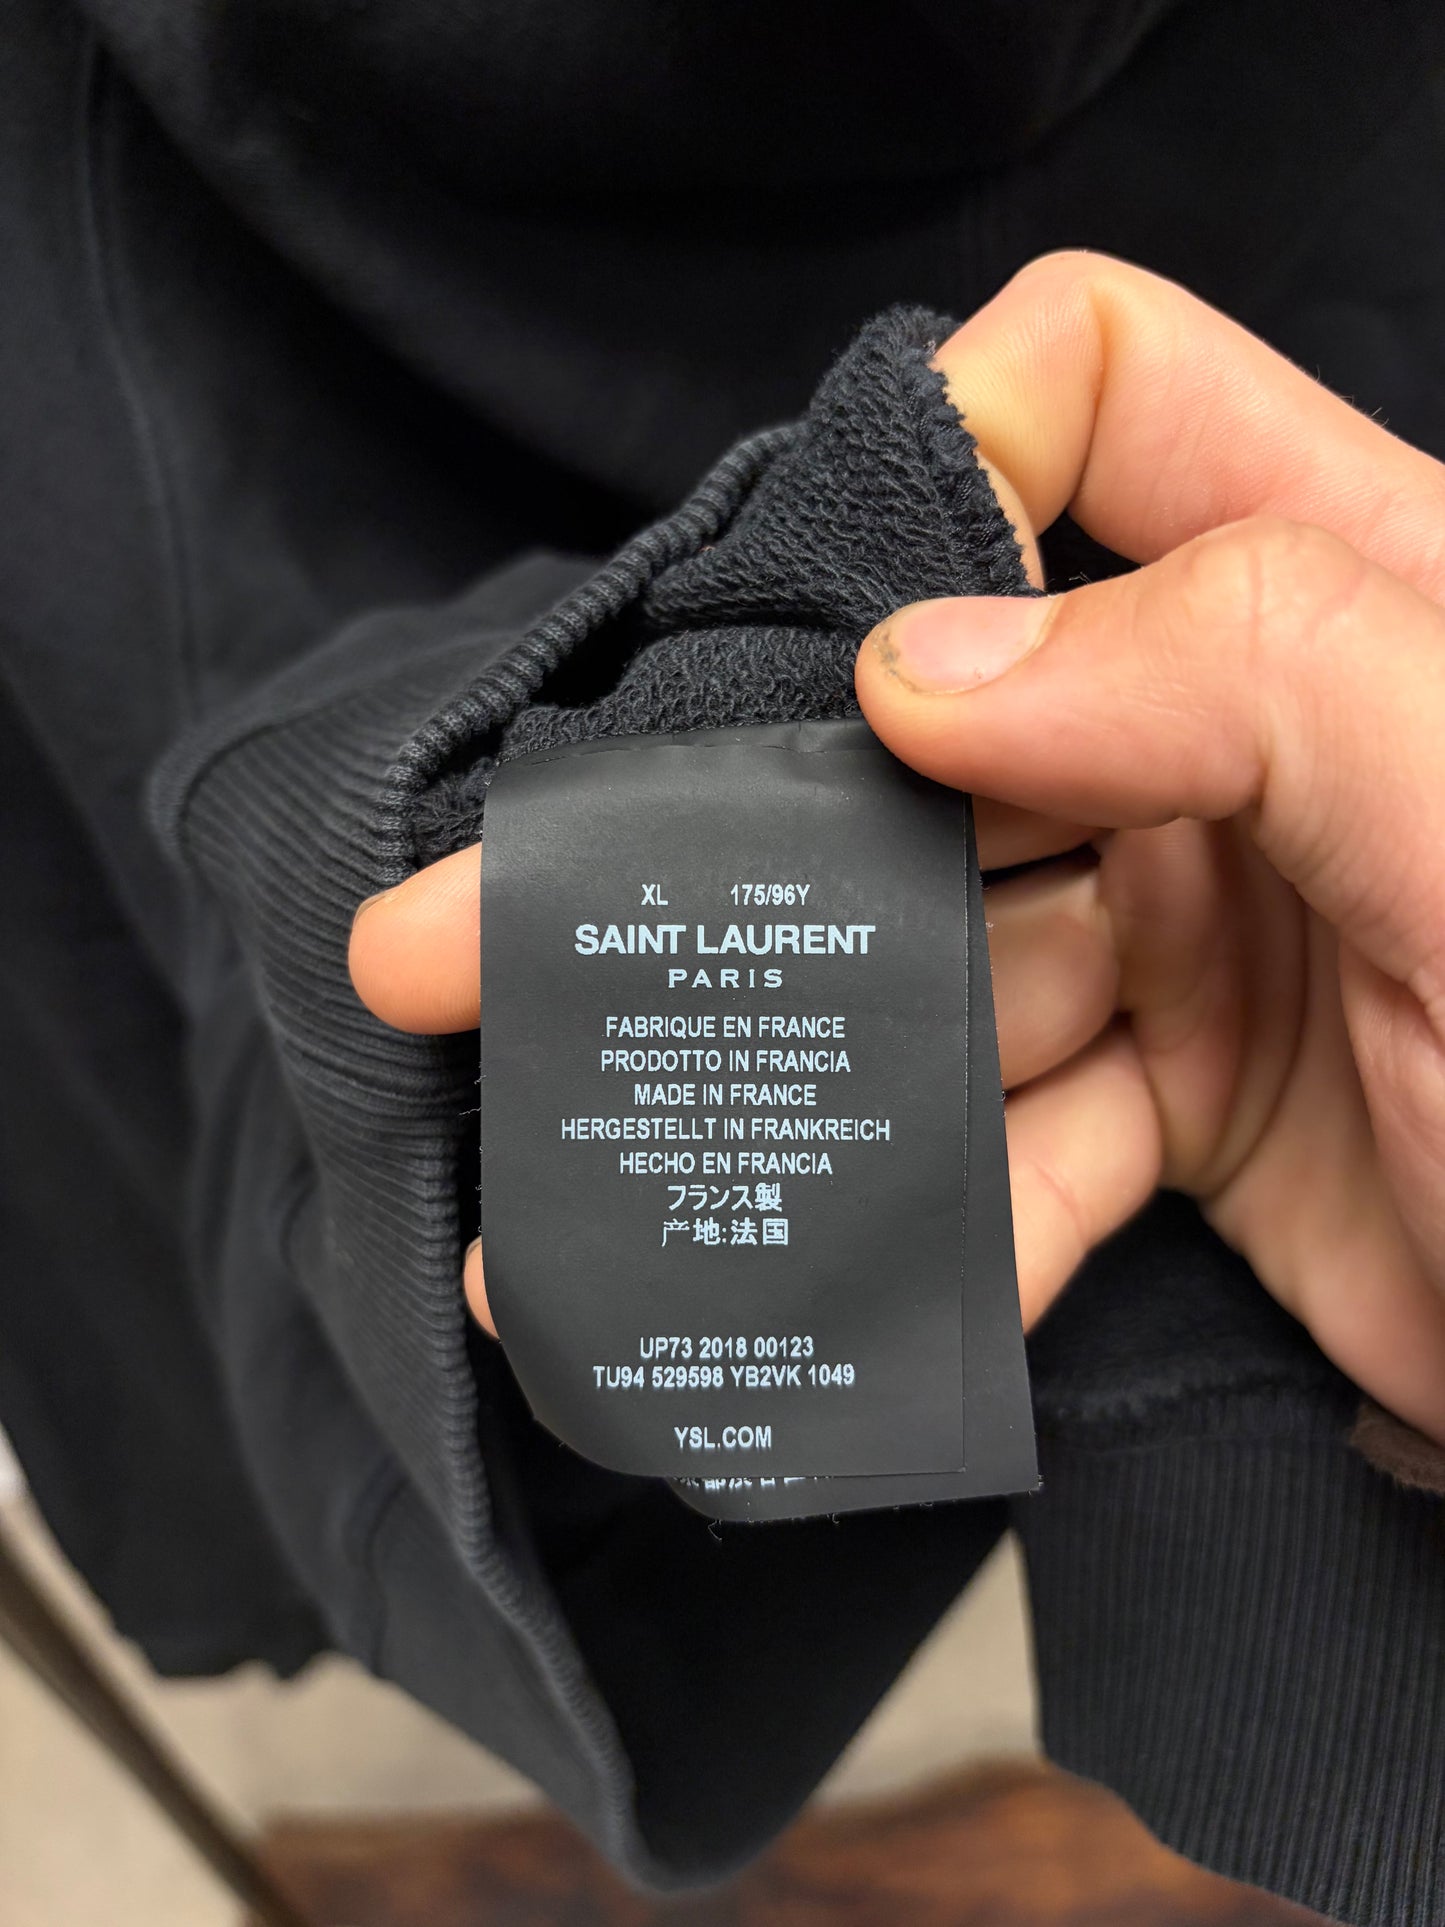 XL 175/96Y
SAINT LAURENT
PARIS
FABRIQUE EN FRANCE
PRODOTTO IN FRANCIA
MADE IN FRANCE
HERGESTELLT IN FRANKREICH
HECHO EN FRANCIA
フランス製
产地:法国
UP73 2018 00123
TU94 529598 YB2VK 1049
YSL.COM